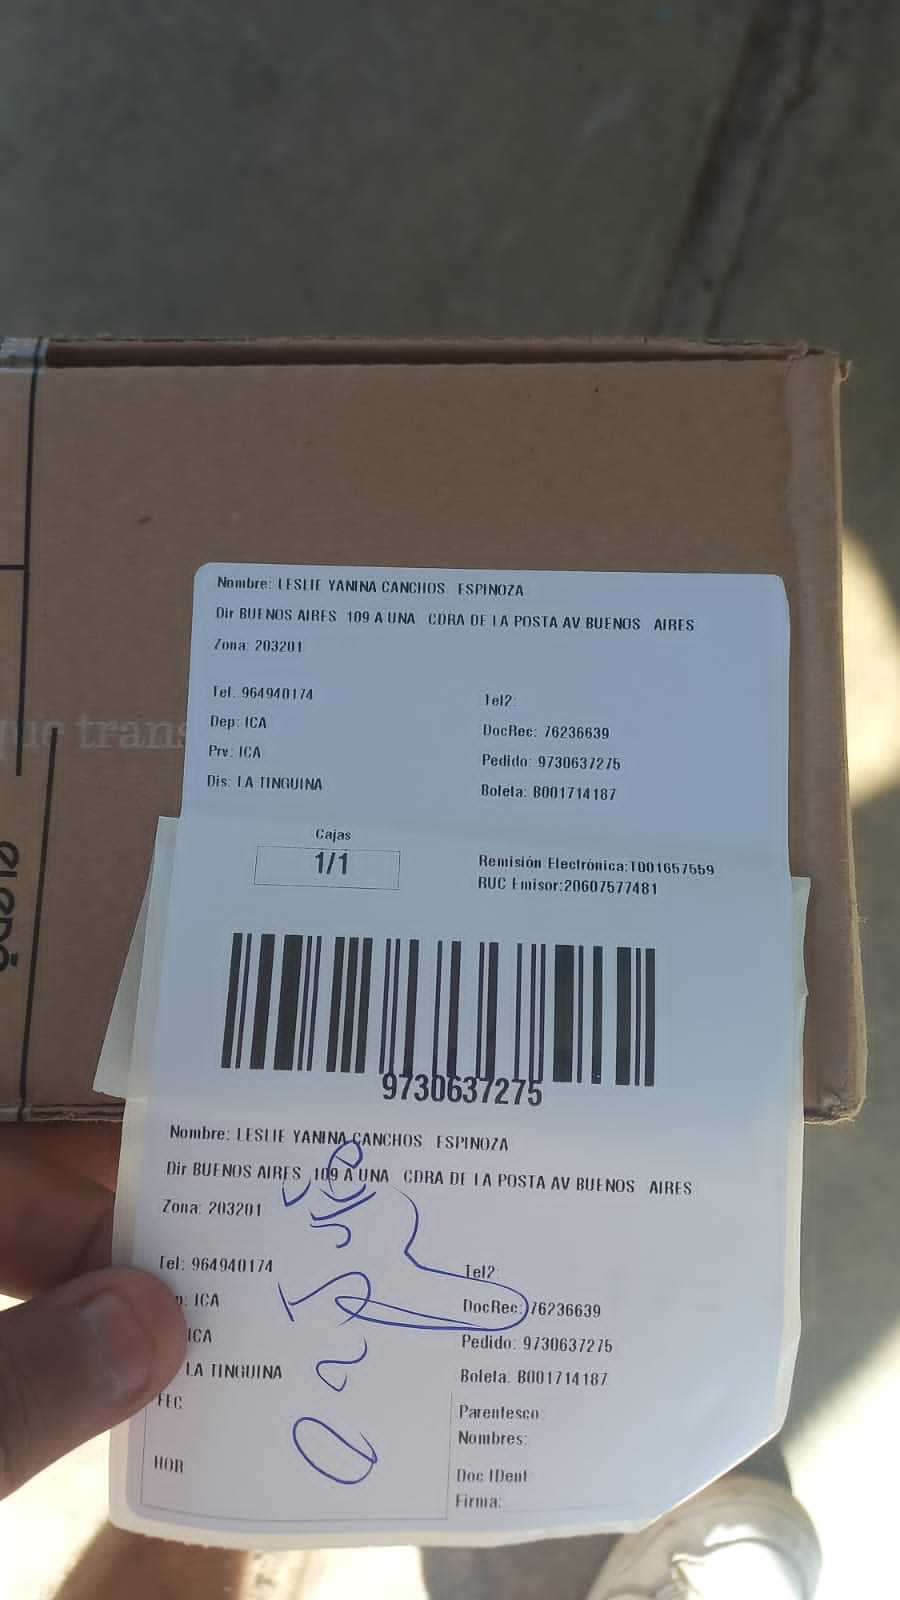 Nombre: LESLIE YANINA CANCHOS ESPINOZA
Dir BUENOS AIRES 109 A UNA CDRA DE LA POSTA AV BUENOS AIRES
Zona: 203201
Tel: 964940174
Tel2:
Dep: ICA
DocRec: 76236639
Prv: ICA
Pedido: 9730637275
Dis: LA TINGUINA
Boleta: B001714187
que trans
Cajas
1/1
Remisión Electrónica:T001657559
RUC Emisor:20607577481
9730637275
Nombre: LESLIE YANINA CANCHOS ESPINOZA
Dir BUENOS AIRES 109 A UNA CDRA DE LA POSTA AV BUENOS AIRES
Zona: 203201
Tel: 964940174
Tel2:
p: ICA
DocRec: 76236639
ICA
Pedido: 9730637275
LA TINGUINA
Boleta: B001714187
FEC
Parentesco:
Nombres:
HOR
Doc IDent
Firma: